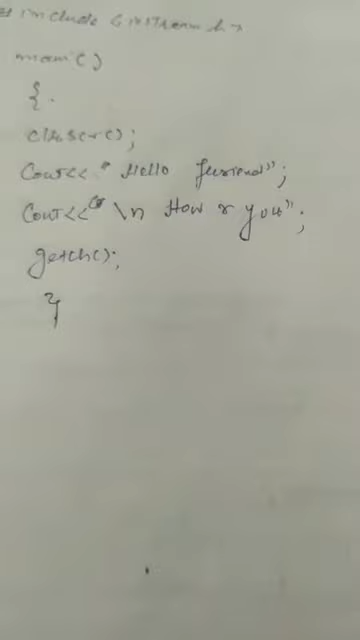 # include <iostream.h>
main()
{.
clrscr();
Cout<< " Hello friend";
Cout<<" \n How r you";
getch();
}